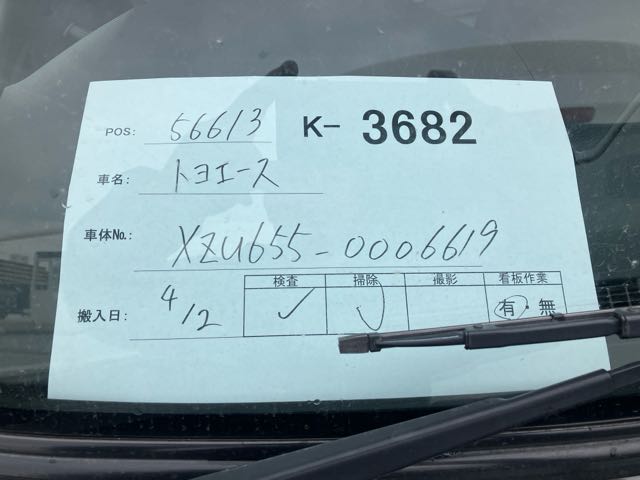 POS: 56613 K- 3682
車名: トヨエース
車体No.: XZU655-0006619
検査 掃除 撮影 看板作業
搬入日: 4/12 ✓ ✓ 有・無